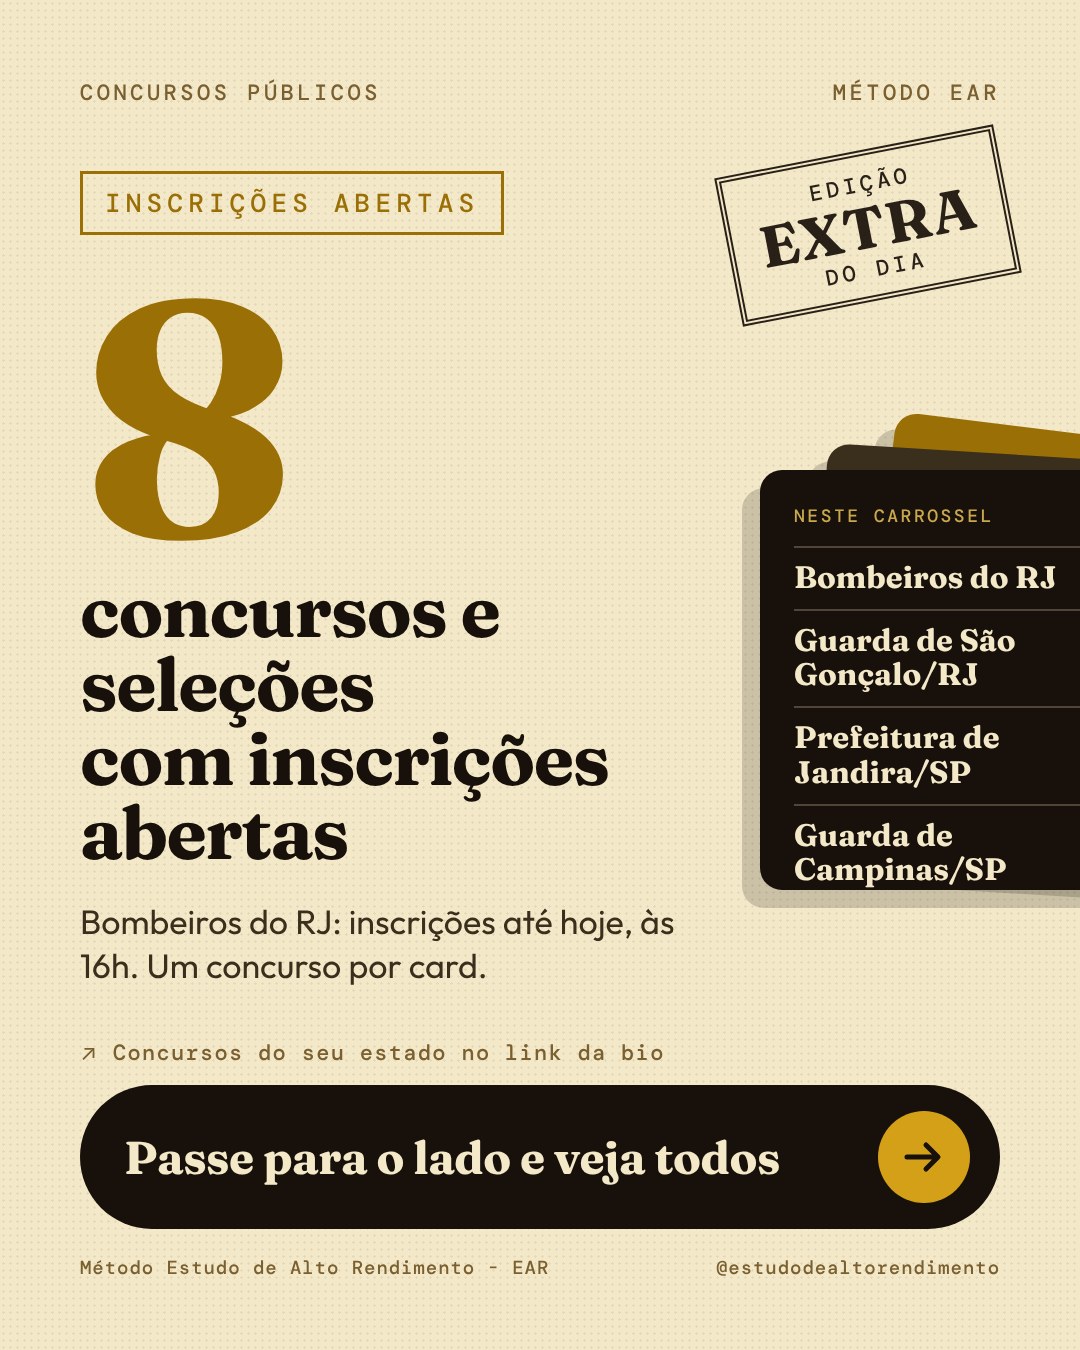 CONCURSOS PÚBLICOS
MÉTODO EAR
INSCRIÇÕES ABERTAS
EDIÇÃO
EXTRA
DO DIA
8
concursos e
seleções
com inscrições
abertas
Bombeiros do RJ: inscrições até hoje, às
16h. Um concurso por card.
NESTE CARROSSEL
Bombeiros do RJ
Guarda de São
Gonçalo/RJ
Prefeitura de
Jandira/SP
Guarda de
Campinas/SP
↗ Concursos do seu estado no link da bio
Passe para o lado e veja todos
Método Estudo de Alto Rendimento - EAR
@estudodealtorendimento